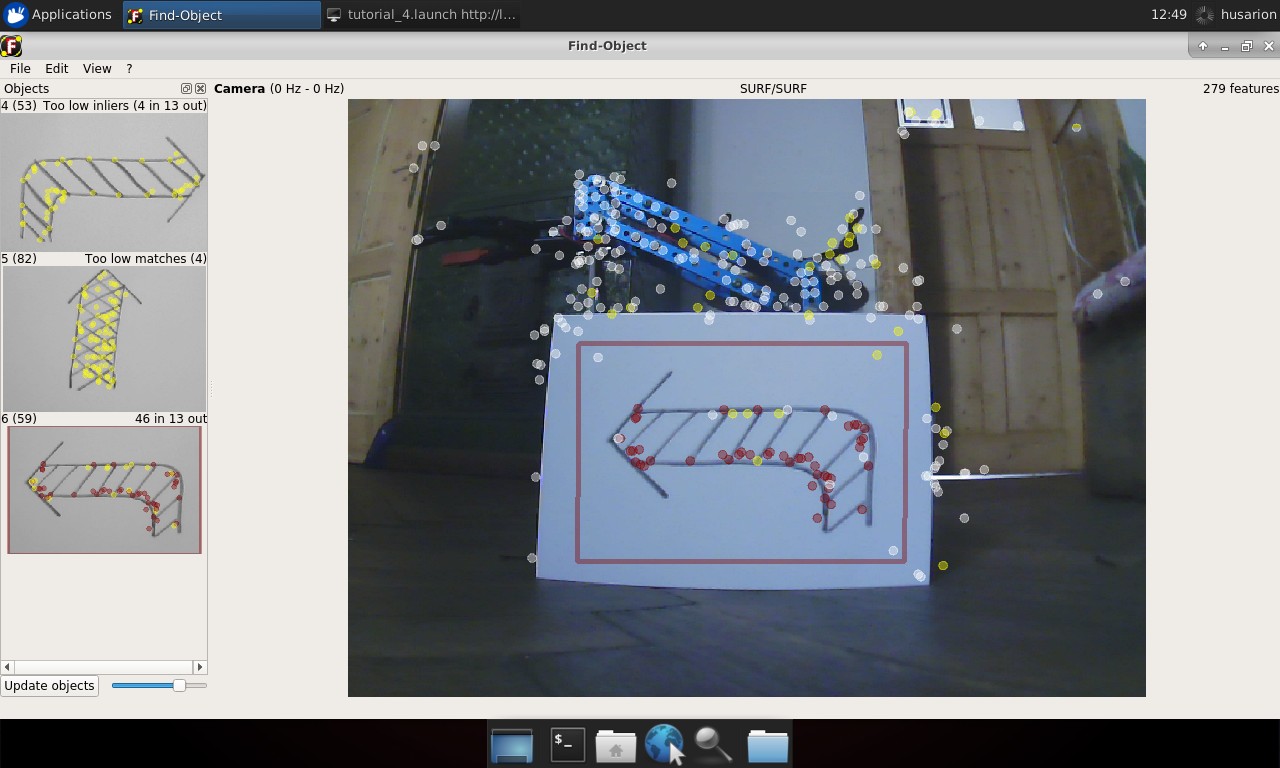 Applications
Find-Object
tutorial_4.launch http://l...
12:49
husarion
Find-Object
File
Edit
View
?
Objects
Camera (0 Hz - 0 Hz)
SURF/SURF
279 features
4 (53)
Too low inliers (4 in 13 out)
5 (82)
Too low matches (4)
6 (59)
46 in 13 out
Update objects
$_